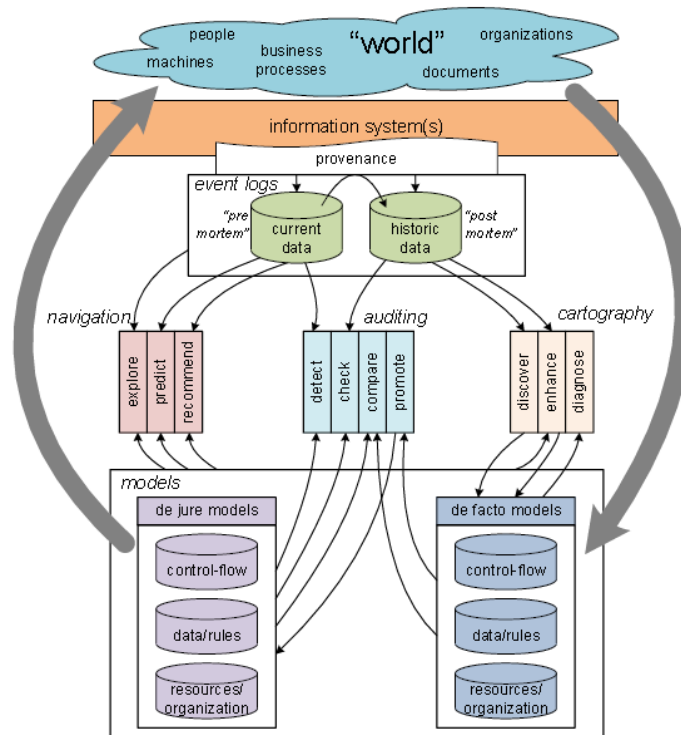 people
"world"
organizations
machines
business
processes
documents
information system(s)
provenance
event logs
"pre
mortem"
current
data
historic
data
"post
mortem"
navigation
auditing
cartography
explore
predict
recommend
detect
check
compare
promote
discover
enhance
diagnose
models
de jure models
de facto models
control-flow
control-flow
data/rules
data/rules
resources/
organization
resources/
organization